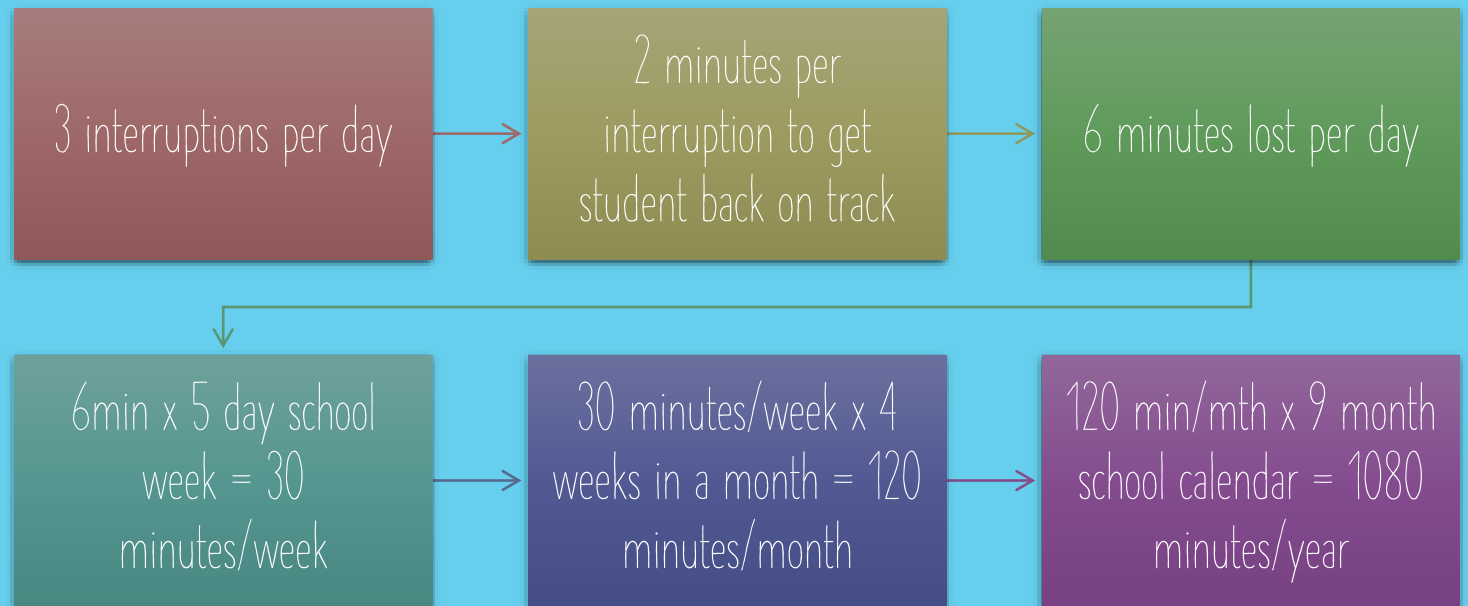 3 interruptions per day
2 minutes per
interruption to get
student back on track
6 minutes lost per day
6min x 5 day school
week = 30
minutes/week
30 minutes/week x 4
weeks in a month = 120
minutes/month
120 min/mth x 9 month
school calendar = 1080
minutes/year